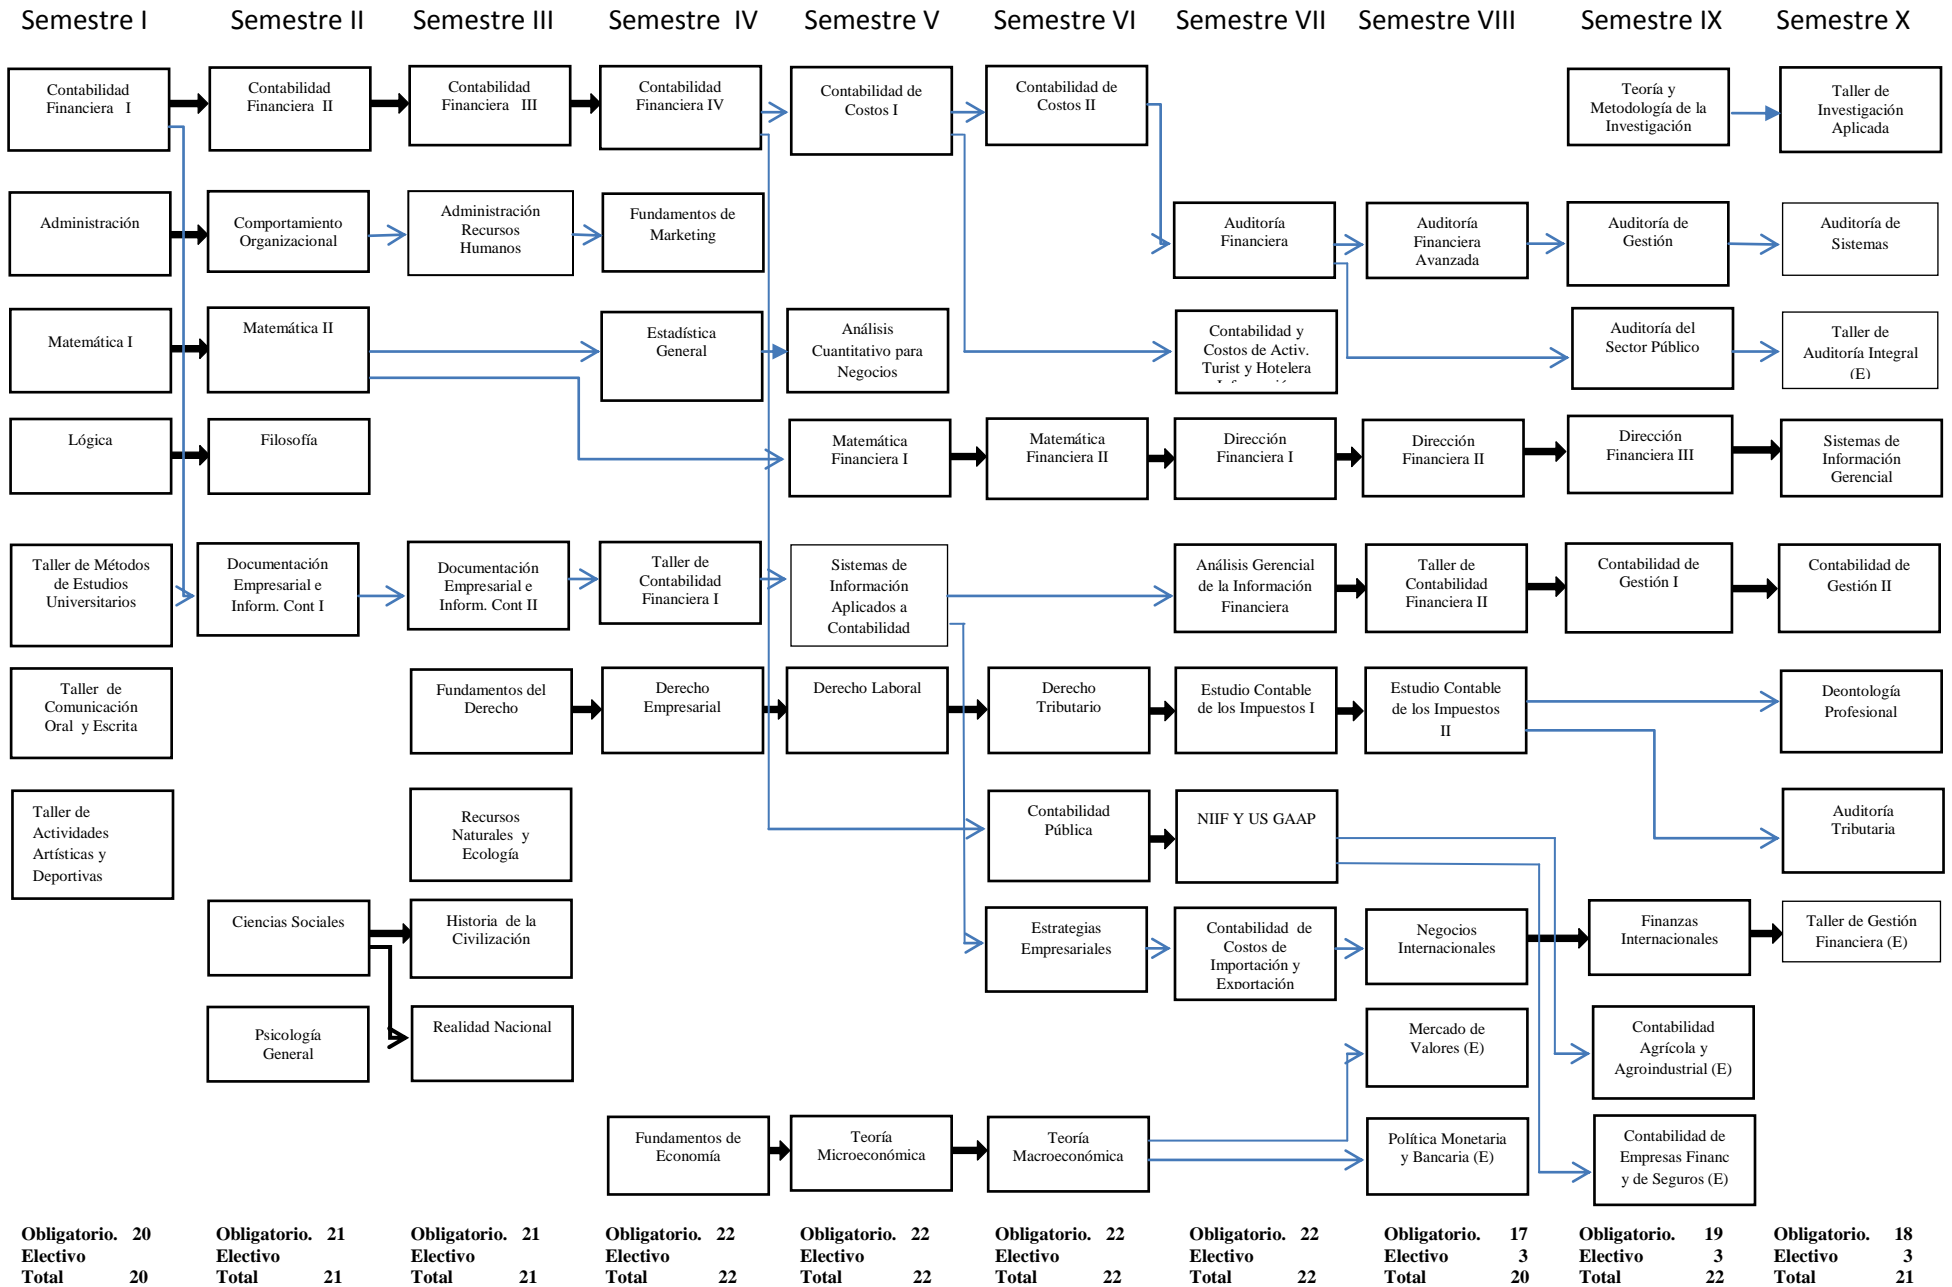 Semestre I
Semestre II
Semestre III
Semestre IV
Semestre V
Semestre VI
Semestre VII
Semestre VIII
Semestre IX
Semestre X
Contabilidad
Financiera I
Contabilidad
Financiera II
Contabilidad
Financiera III
Contabilidad
Financiera IV
Contabilidad de
Costos I
Contabilidad de
Costos II
Teoría y
Metodología de la
Investigación
Taller de
Investigación
Aplicada
Administración
Comportamiento
Organizacional
Administración
Recursos
Humanos
Fundamentos de
Marketing
Auditoría
Financiera
Auditoría
Financiera
Avanzada
Auditoría de
Gestión
Auditoría de
Sistemas
Matemática I
Matemática II
Estadística
General
Análisis
Cuantitativo para
Negocios
Contabilidad y
Costos de Activ.
Turist y Hotelera
Auditoría del
Sector Público
Taller de
Auditoría Integral
(E)
Lógica
Filosofía
Matemática
Financiera I
Matemática
Financiera II
Dirección
Financiera I
Dirección
Financiera II
Dirección
Financiera III
Sistemas de
Información
Gerencial
Taller de Métodos
de Estudios
Universitarios
Documentación
Empresarial e
Inform. Cont I
Documentación
Empresarial e
Inform. Cont II
Taller de
Contabilidad
Financiera I
Sistemas de
Información
Aplicados a
Contabilidad
Análisis Gerencial
de la Información
Financiera
Taller de
Contabilidad
Financiera II
Contabilidad de
Gestión I
Contabilidad de
Gestión II
Taller de
Comunicación
Oral y Escrita
Fundamentos del
Derecho
Derecho
Empresarial
Derecho Laboral
Derecho
Tributario
Estudio Contable
de los Impuestos I
Estudio Contable
de los Impuestos
II
Deontología
Profesional
Taller de
Actividades
Artísticas y
Deportivas
Recursos
Naturales y
Ecología
Contabilidad
Pública
NIIF Y US GAAP
Auditoría
Tributaria
Ciencias Sociales
Historia de la
Civilización
Estrategias
Empresariales
Contabilidad de
Costos de
Importación y
Exportación
Negocios
Internacionales
Finanzas
Internacionales
Taller de Gestión
Financiera (E)
Psicología
General
Realidad Nacional
Mercado de
Valores (E)
Contabilidad
Agrícola y
Agroindustrial (E)
Fundamentos de
Economía
Teoría
Microeconómica
Teoría
Macroeconómica
Política Monetaria
y Bancaria (E)
Contabilidad de
Empresas Financ
y de Seguros (E)
Obligatorio. 20
Electivo
Total 20
Obligatorio. 21
Electivo
Total 21
Obligatorio. 21
Electivo
Total 21
Obligatorio. 22
Electivo
Total 22
Obligatorio. 22
Electivo
Total 22
Obligatorio. 22
Electivo
Total 22
Obligatorio. 22
Electivo
Total 22
Obligatorio. 17
Electivo 3
Total 20
Obligatorio. 19
Electivo 3
Total 22
Obligatorio. 18
Electivo 3
Total 21